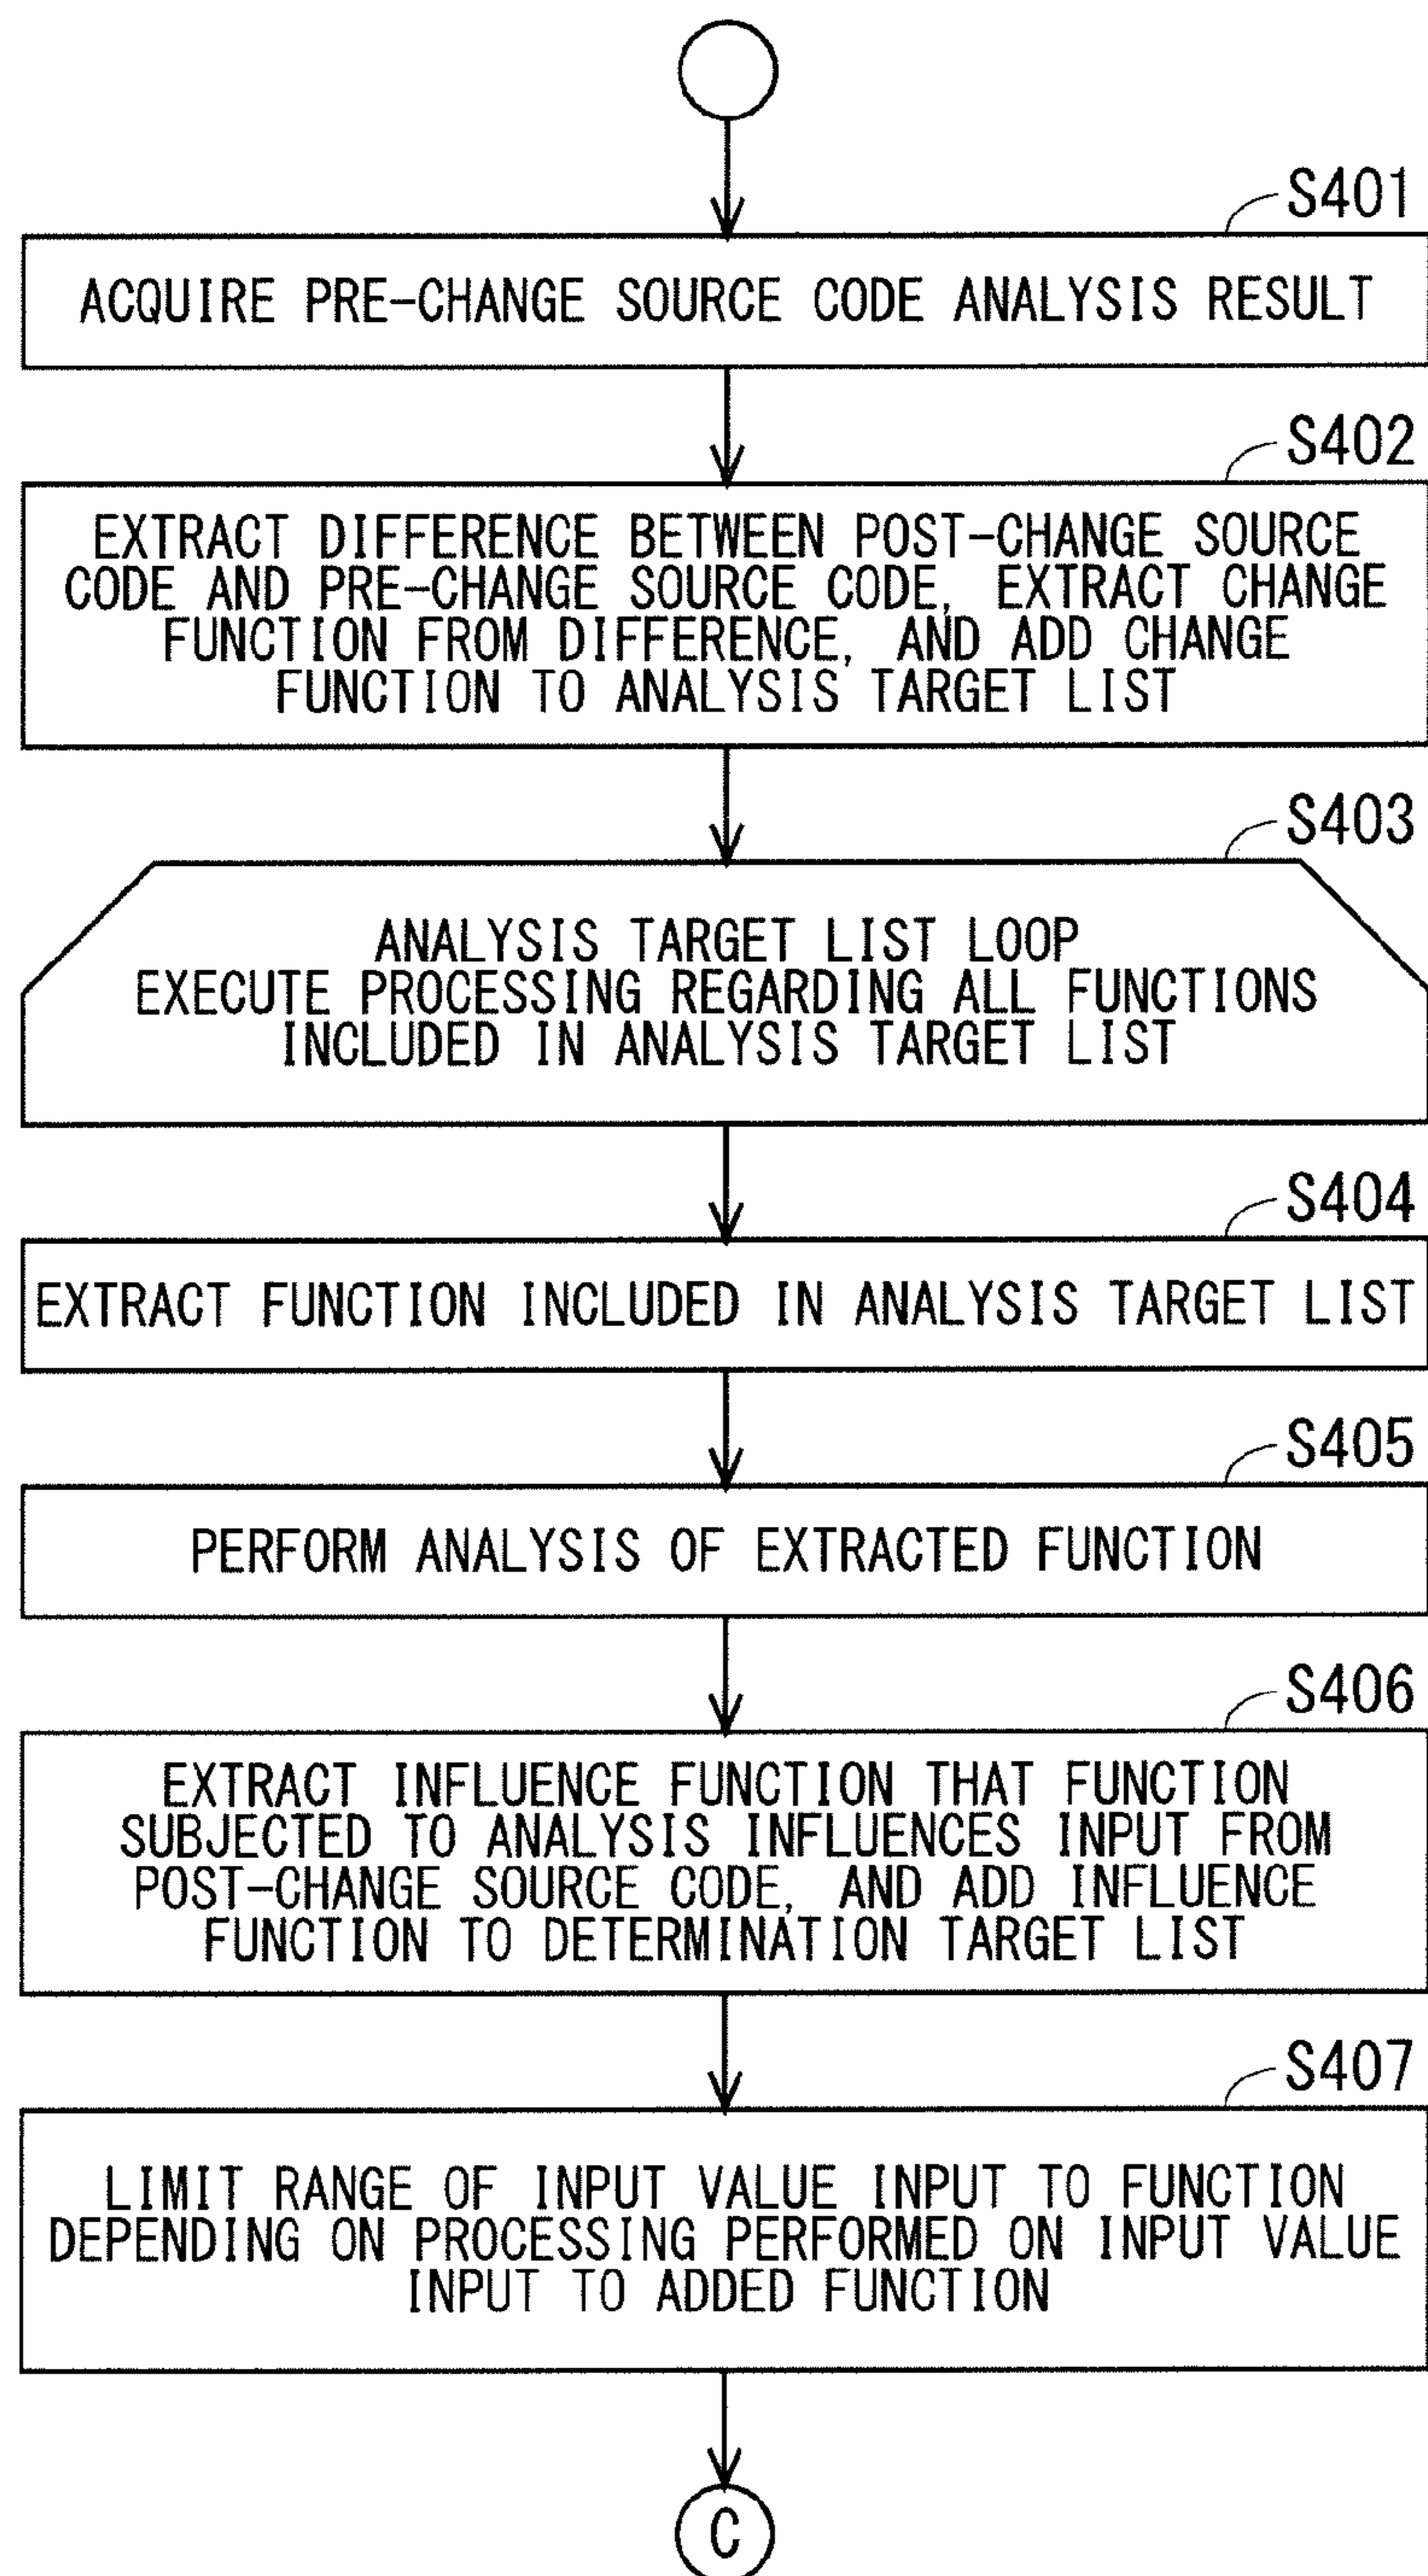 S401
ACQUIRE PRE-CHANGE SOURCE CODE ANALYSIS RESULT
S402
EXTRACT DIFFERENCE BETWEEN POST-CHANGE SOURCE
CODE AND PRE-CHANGE SOURCE CODE, EXTRACT CHANGE
FUNCTION FROM DIFFERENCE, AND ADD CHANGE
FUNCTION TO ANALYSIS TARGET LIST
S403
ANALYSIS TARGET LIST LOOP
EXECUTE PROCESSING REGARDING ALL FUNCTIONS
INCLUDED IN ANALYSIS TARGET LIST
S404
EXTRACT FUNCTION INCLUDED IN ANALYSIS TARGET LIST
S405
PERFORM ANALYSIS OF EXTRACTED FUNCTION
S406
EXTRACT INFLUENCE FUNCTION THAT FUNCTION
SUBJECTED TO ANALYSIS INFLUENCES INPUT FROM
POST-CHANGE SOURCE CODE, AND ADD INFLUENCE
FUNCTION TO DETERMINATION TARGET LIST
S407
LIMIT RANGE OF INPUT VALUE INPUT TO FUNCTION
DEPENDING ON PROCESSING PERFORMED ON INPUT VALUE
INPUT TO ADDED FUNCTION
C